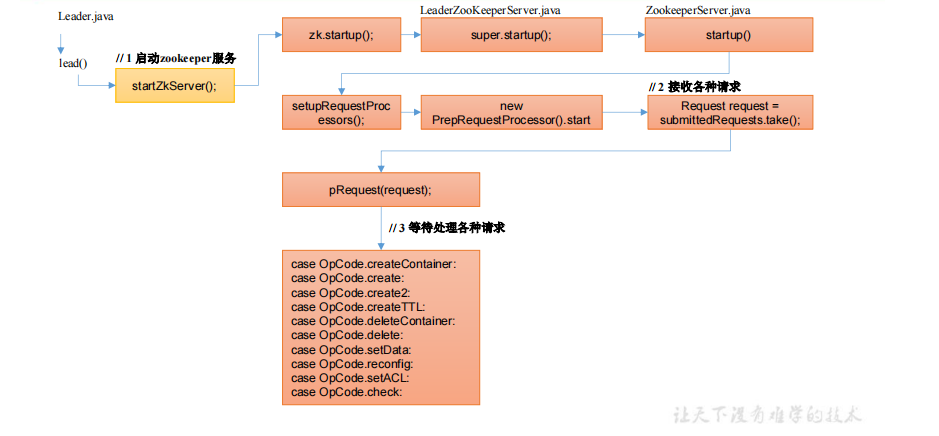 Leader.java
LeaderZooKeeperServer.java
ZookeeperServer.java
lead()
// 1 启动zookeeper服务
startZkServer();
zk.startup();
super.startup();
startup()
setupRequestProc
essors();
new
PrepRequestProcessor().start
// 2 接收各种请求
Request request =
submittedRequests.take();
pRequest(request);
// 3 等待处理各种请求
case OpCode.createContainer:
case OpCode.create:
case OpCode.create2:
case OpCode.createTTL:
case OpCode.deleteContainer:
case OpCode.delete:
case OpCode.setData:
case OpCode.reconfig:
case OpCode.setACL:
case OpCode.check:
让天下没有难学的技术